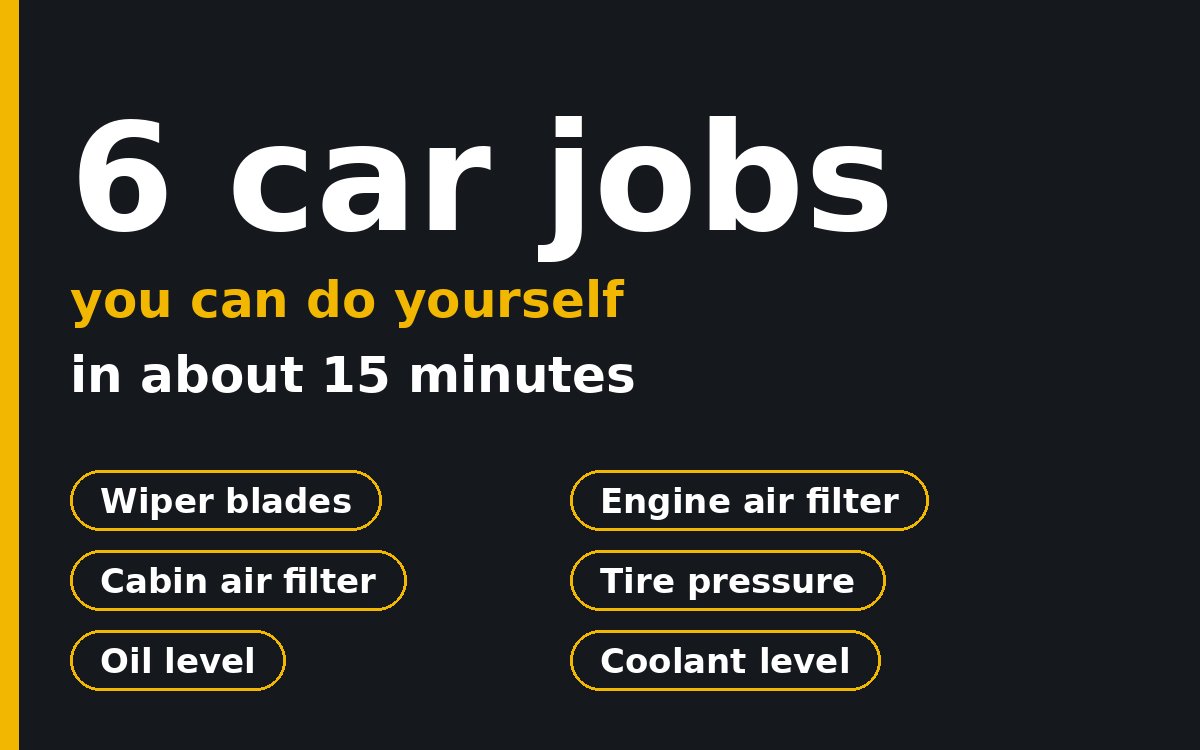 6 car jobs
you can do yourself
in about 15 minutes
Wiper blades
Engine air filter
Cabin air filter
Tire pressure
Oil level
Coolant level